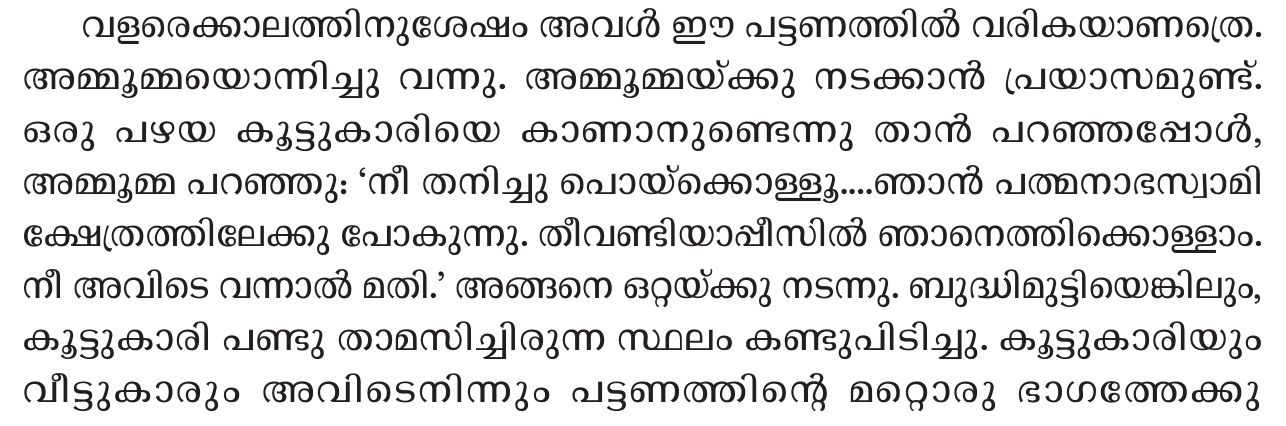 വളരെക്കാലത്തിനുശേഷം അവൾ ഈ പട്ടണത്തിൽ വരികയാണത്രെ.
അമ്മൂമ്മയൊന്നിച്ചു വന്നു. അമ്മൂമ്മയ്ക്കു നടക്കാൻ പ്രയാസമുണ്ട്.
ഒരു പഴയ കൂട്ടുകാരിയെ കാണാനുണ്ടെന്നു താൻ പറഞ്ഞപ്പോൾ,
അമ്മൂമ്മ പറഞ്ഞു: ‘നീ തനിച്ചു പൊയ്ക്കൊള്ളൂ....ഞാൻ പത്മനാഭസ്വാമി
ക്ഷേത്രത്തിലേക്കു പോകുന്നു. തീവണ്ടിയാപ്പീസിൽ ഞാനെത്തിക്കൊള്ളാം.
നീ അവിടെ വന്നാൽ മതി.’ അങ്ങനെ ഒറ്റയ്ക്കു നടന്നു. ബുദ്ധിമുട്ടിയെങ്കിലും,
കൂട്ടുകാരി പണ്ടു താമസിച്ചിരുന്ന സ്ഥലം കണ്ടുപിടിച്ചു. കൂട്ടുകാരിയും
വീട്ടുകാരും അവിടെനിന്നും പട്ടണത്തിന്റെ മറ്റൊരു ഭാഗത്തേക്കു